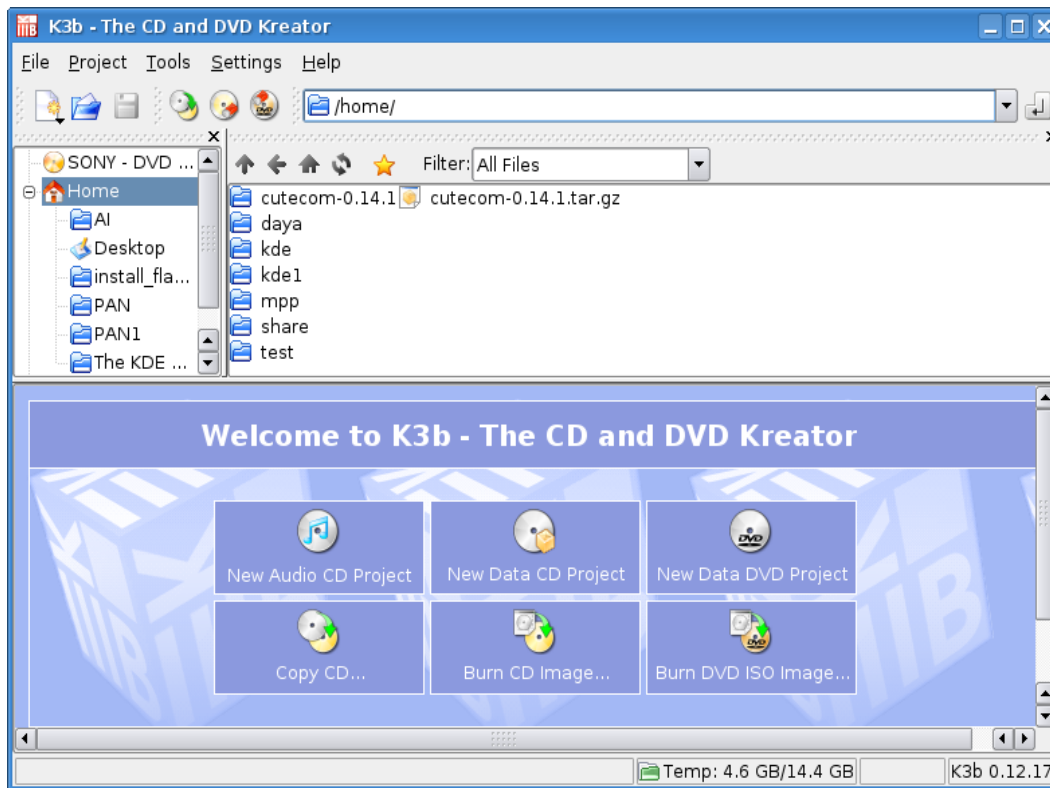 K3b - The CD and DVD Kreator
File Project Tools Settings Help
/home/
SONY - DVD ...
Home
AI
Desktop
install_fla...
PAN
PAN1
The KDE ...
Filter: All Files
cutecom-0.14.1 cutecom-0.14.1.tar.gz
daya
kde
kde1
mpp
share
test
Welcome to K3b - The CD and DVD Kreator
New Audio CD Project New Data CD Project New Data DVD Project
Copy CD... Burn CD Image... Burn DVD ISO Image...
Temp: 4.6 GB/14.4 GB K3b 0.12.17